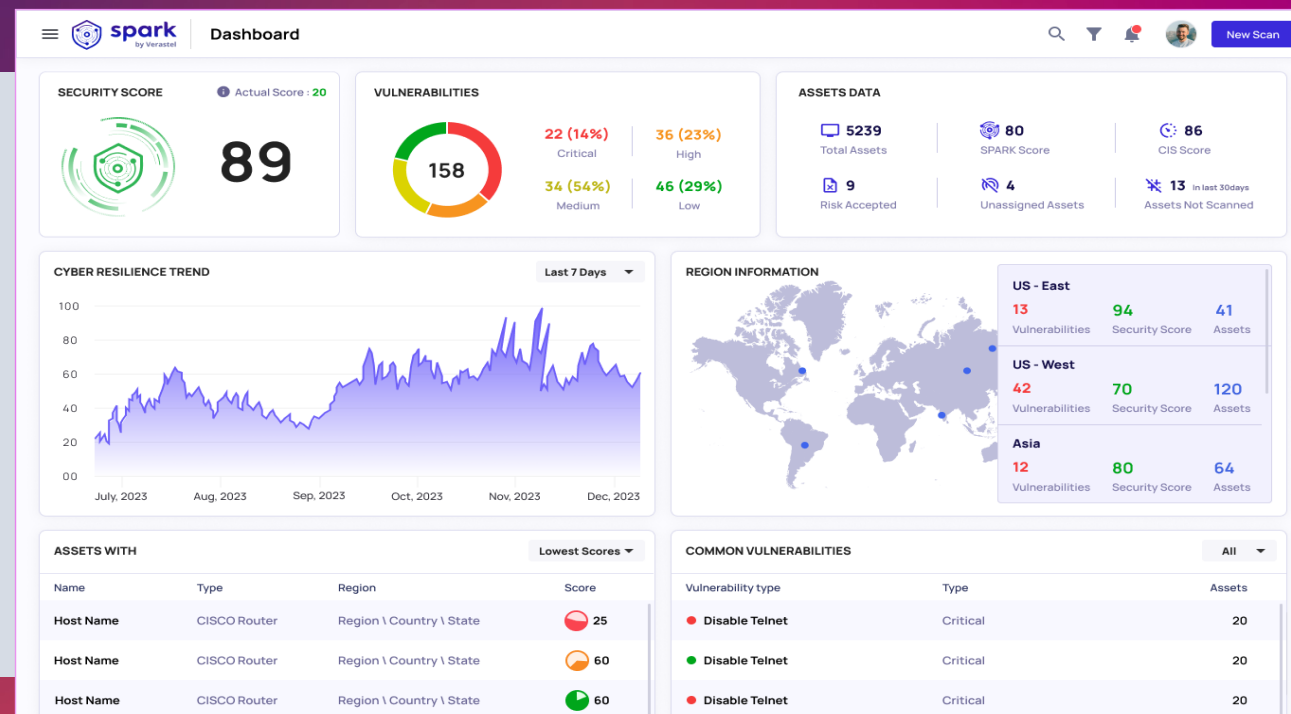 spark
by Verastel
Dashboard
New Scan
SECURITY SCORE
Actual Score : 20
89
VULNERABILITIES
158
22 (14%)
Critical
36 (23%)
High
34 (54%)
Medium
46 (29%)
Low
ASSETS DATA
5239
Total Assets
80
SPARK Score
86
CIS Score
9
Risk Accepted
4
Unassigned Assets
13 in last 30days
Assets Not Scanned
CYBER RESILIENCE TREND
Last 7 Days
100
80
60
40
20
00
July, 2023
Aug, 2023
Sep, 2023
Oct, 2023
Nov, 2023
Dec, 2023
REGION INFORMATION
US - East
13 94 41
Vulnerabilities Security Score Assets
US - West
42 70 120
Vulnerabilities Security Score Assets
Asia
12 80 64
Vulnerabilities Security Score Assets
ASSETS WITH
Lowest Scores
Name Type Region Score
Host Name CISCO Router Region \ Country \ State 25
Host Name CISCO Router Region \ Country \ State 60
Host Name CISCO Router Region \ Country \ State 60
COMMON VULNERABILITIES
All
Vulnerability type Type Assets
Disable Telnet Critical 20
Disable Telnet Critical 20
Disable Telnet Critical 20